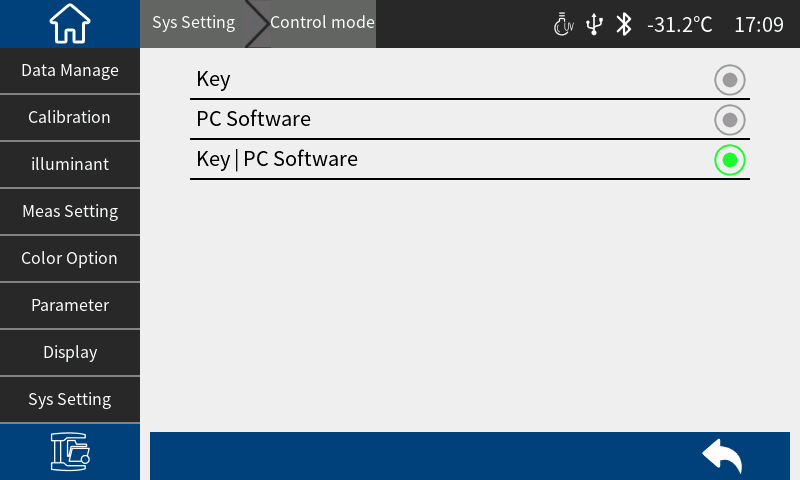 Sys Setting
Control mode
UV
-31.2℃
17:09
Data Manage
Calibration
illuminant
Meas Setting
Color Option
Parameter
Display
Sys Setting
Key
PC Software
Key | PC Software